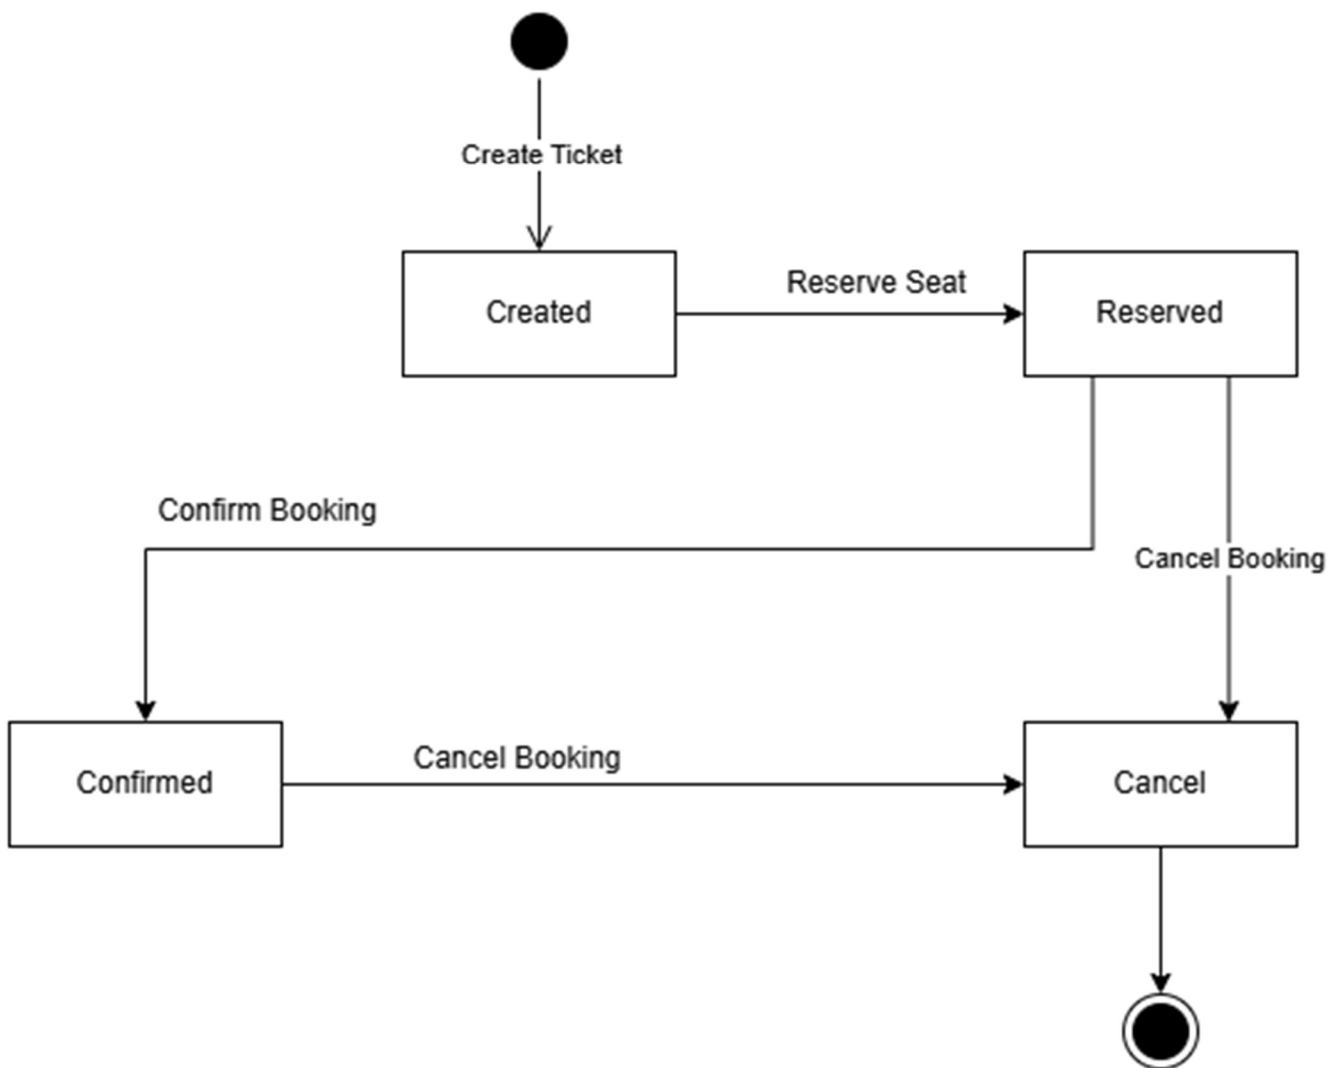 Create Ticket
Created
Reserve Seat
Reserved
Confirm Booking
Cancel Booking
Confirmed
Cancel Booking
Cancel